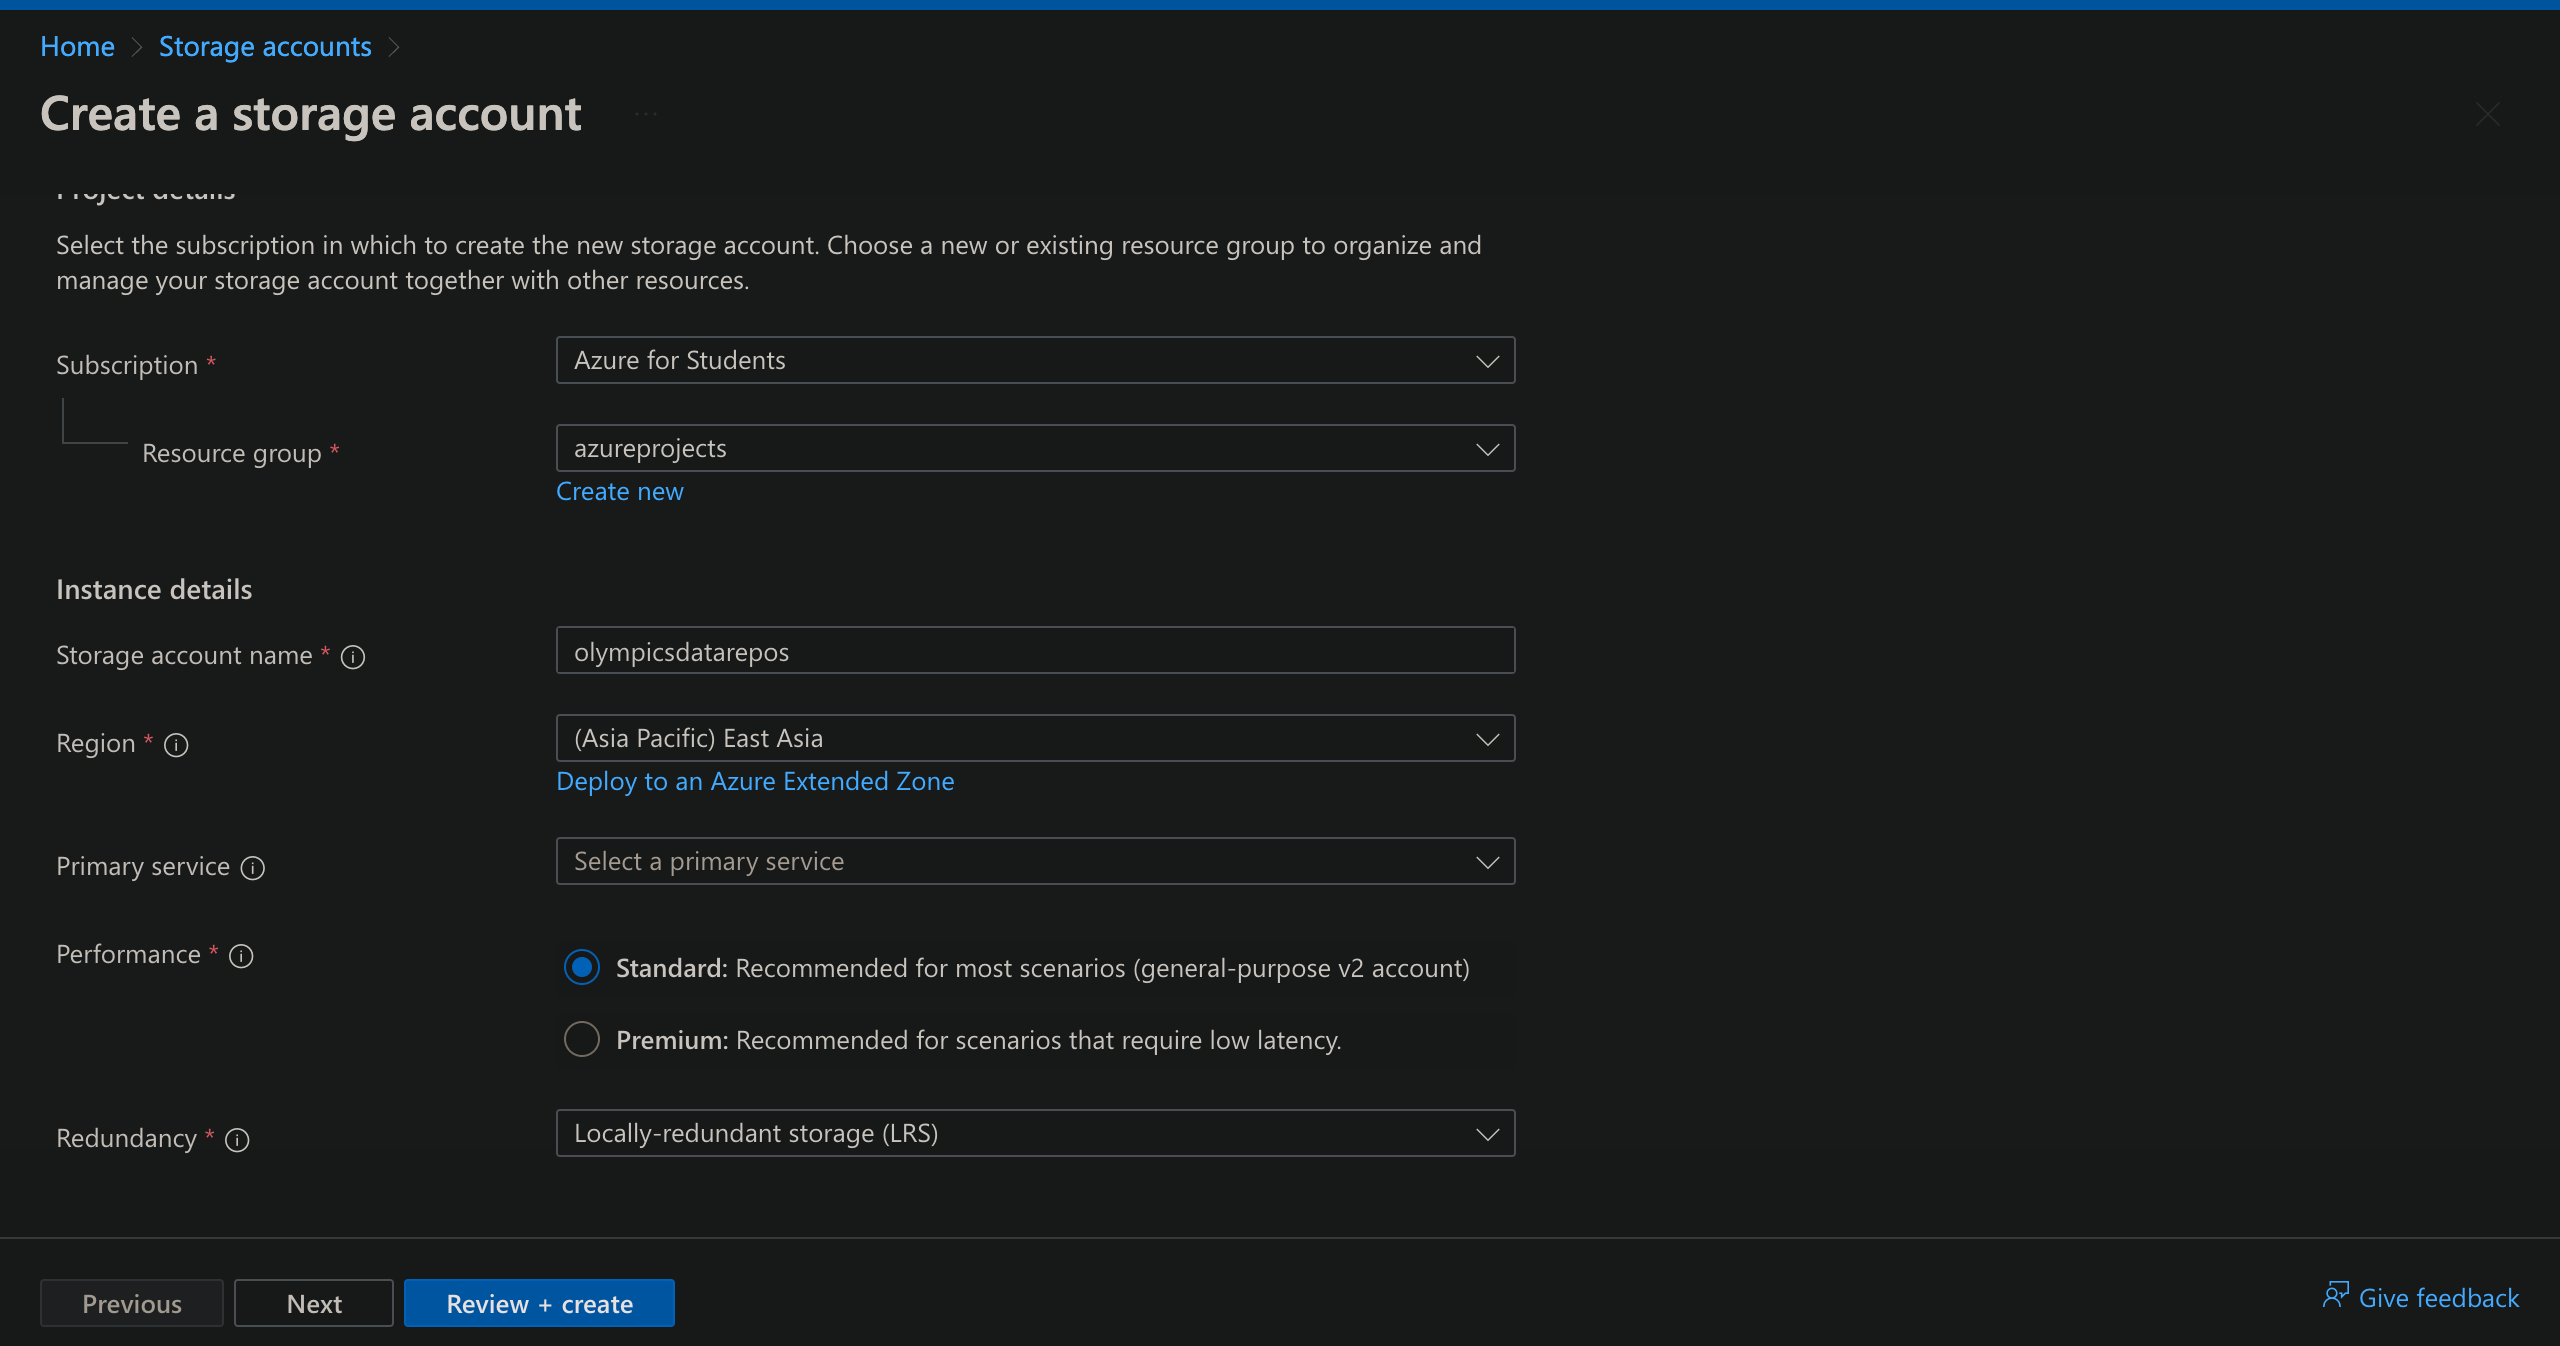 Home > Storage accounts >
Create a storage account ...
Project details
Select the subscription in which to create the new storage account. Choose a new or existing resource group to organize and
manage your storage account together with other resources.
Subscription *
Azure for Students
Resource group *
azureprojects
Create new
Instance details
Storage account name *
olympicsdatarepos
Region *
(Asia Pacific) East Asia
Deploy to an Azure Extended Zone
Primary service
Select a primary service
Performance *
Standard: Recommended for most scenarios (general-purpose v2 account)
Premium: Recommended for scenarios that require low latency.
Redundancy *
Locally-redundant storage (LRS)
Previous
Next
Review + create
Give feedback